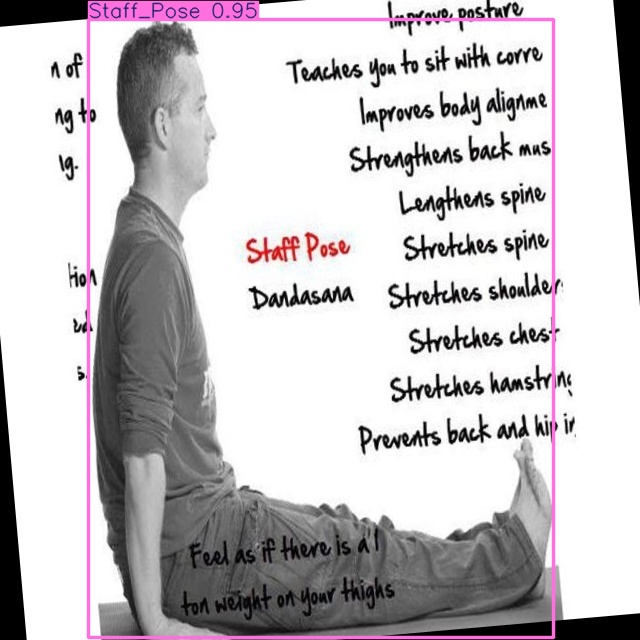 Staff_Pose 0.95
Improve posture
Teaches you to sit with corre
Improves body alignme
Strengthens back mus
Lengthens spine
Stretches spine
Stretches shoulder
Stretches chest
Stretches hamstring
Prevents back and hip in
n of
ng to
lg.
tion
ed
s.
Staff Pose
Dandasana
Feel as if there is a 1
ton weight on your thighs